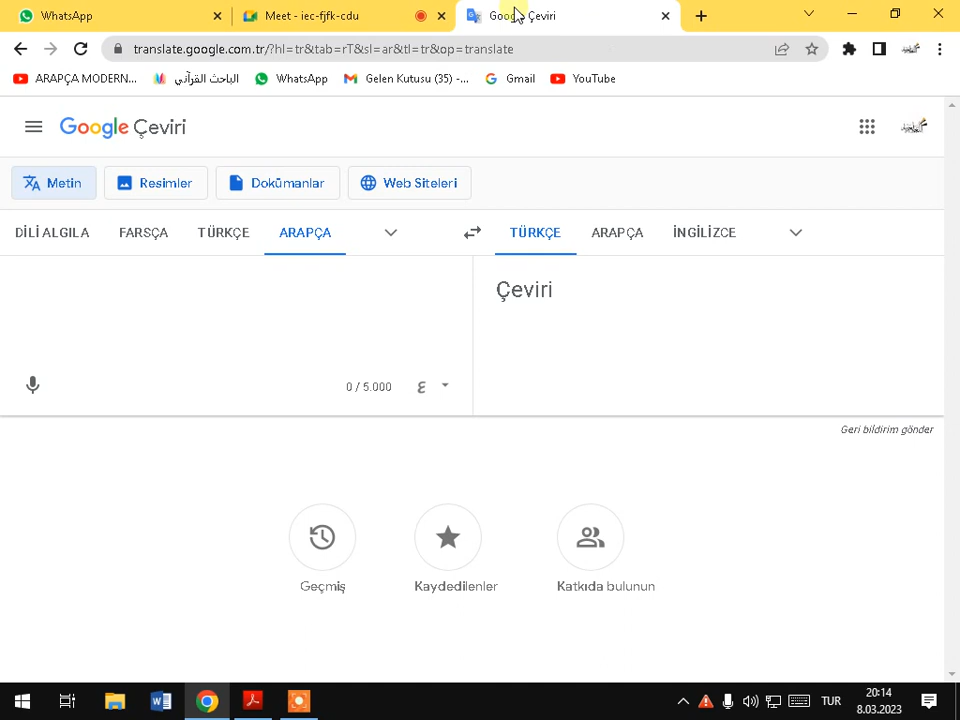 WhatsApp
Meet - iec-fjfk-cdu
Google Çeviri
translate.google.com.tr/?hl=tr&tab=rT&sl=ar&tl=tr&op=translate
ARAPÇA MODERN...
الباحث القرآني
WhatsApp
Gelen Kutusu (35) -...
Gmail
YouTube
Google Çeviri
Metin
Resimler
Dokümanlar
Web Siteleri
DİLİ ALGILA
FARSÇA
TÜRKÇE
ARAPÇA
TÜRKÇE
ARAPÇA
İNGİLİZCE
Çeviri
0 / 5.000
ع
Geri bildirim gönder
Geçmiş
Kaydedilenler
Katkıda bulunun
TUR
20:14
8.03.2023